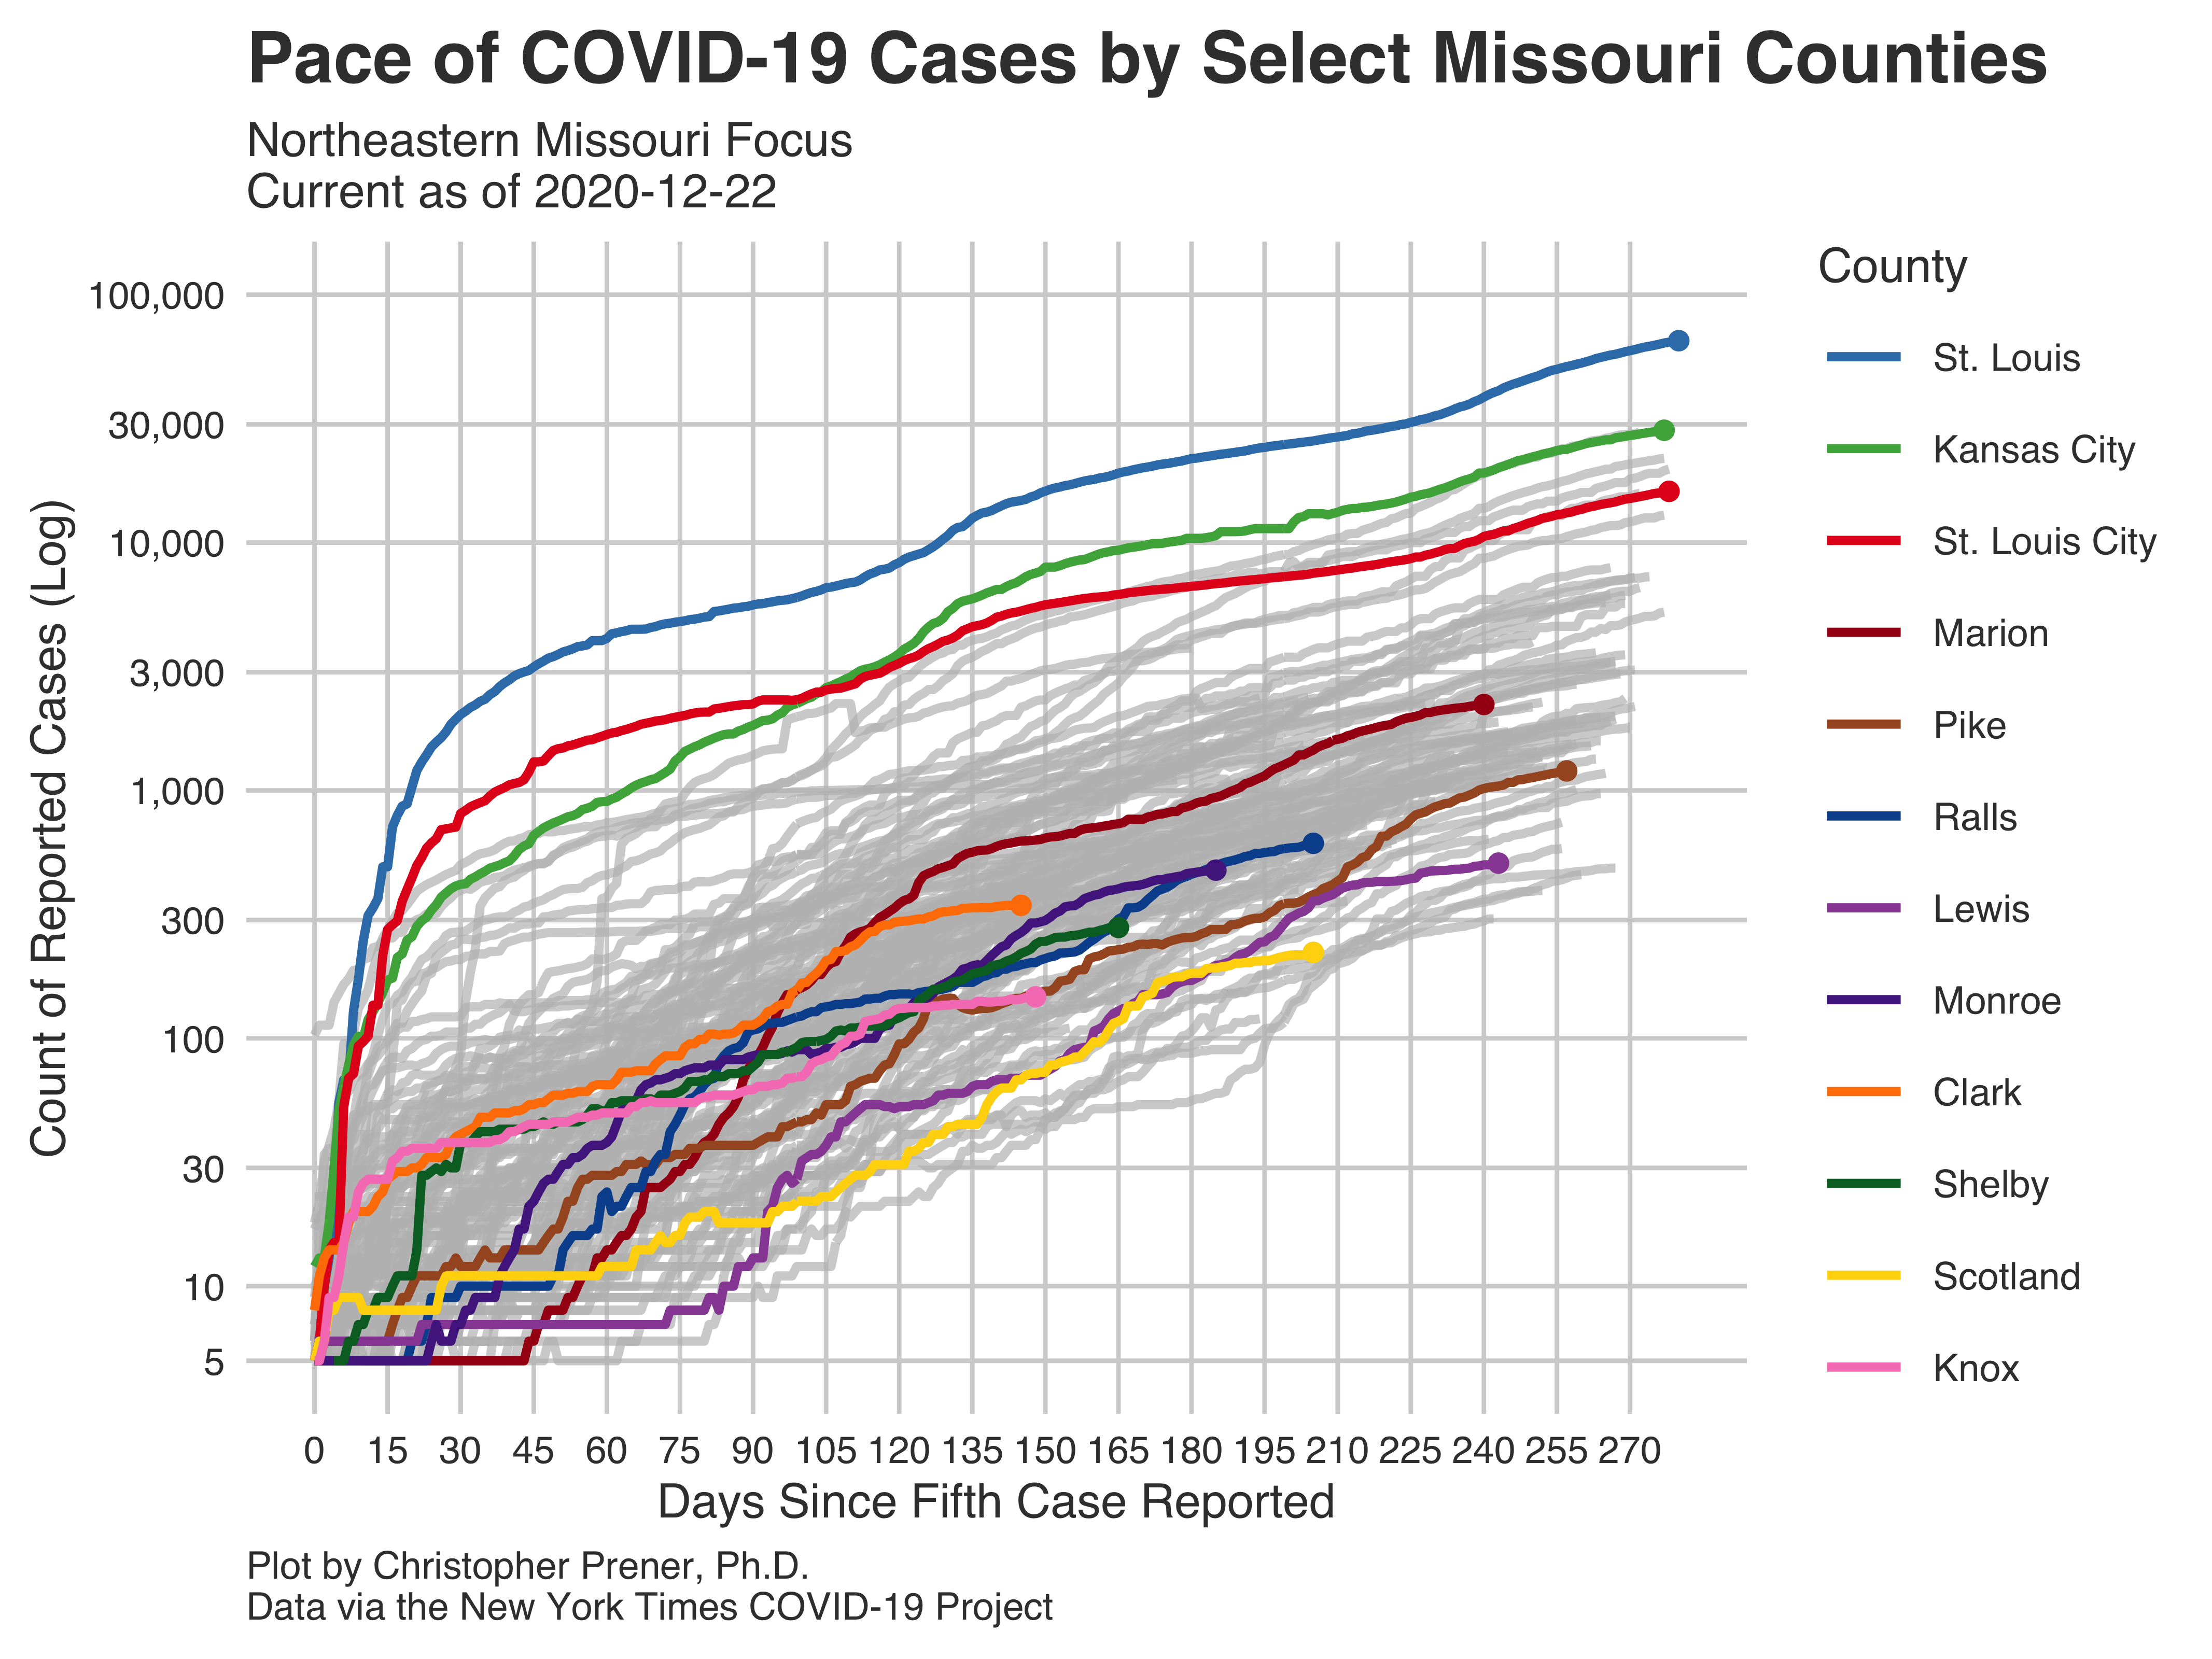 Pace of COVID-19 Cases by Select Missouri Counties
Northeastern Missouri Focus
Current as of 2020-12-22
Count of Reported Cases (Log)
100,000
30,000
10,000
3,000
1,000
300
100
30
10
5
0 15 30 45 60 75 90 105 120 135 150 165 180 195 210 225 240 255 270
Days Since Fifth Case Reported
County
St. Louis
Kansas City
St. Louis City
Marion
Pike
Ralls
Lewis
Monroe
Clark
Shelby
Scotland
Knox
Plot by Christopher Prener, Ph.D.
Data via the New York Times COVID-19 Project